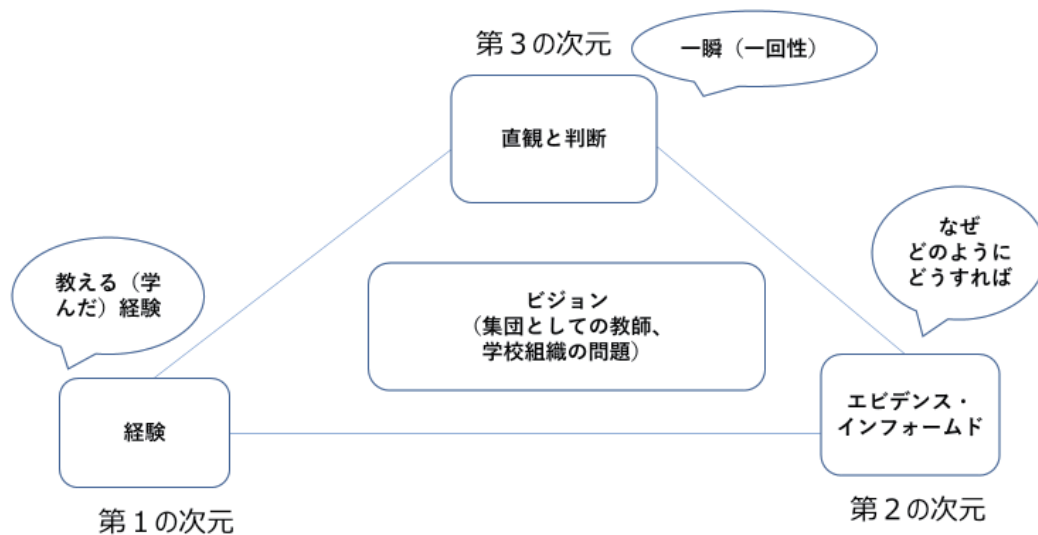 第３の次元
一瞬（一回性）
直観と判断
なぜ
どのように
どうすれば
教える（学
んだ）経験
ビジョン
（集団としての教師、
学校組織の問題）
経験
エビデンス・
インフォームド
第１の次元
第２の次元